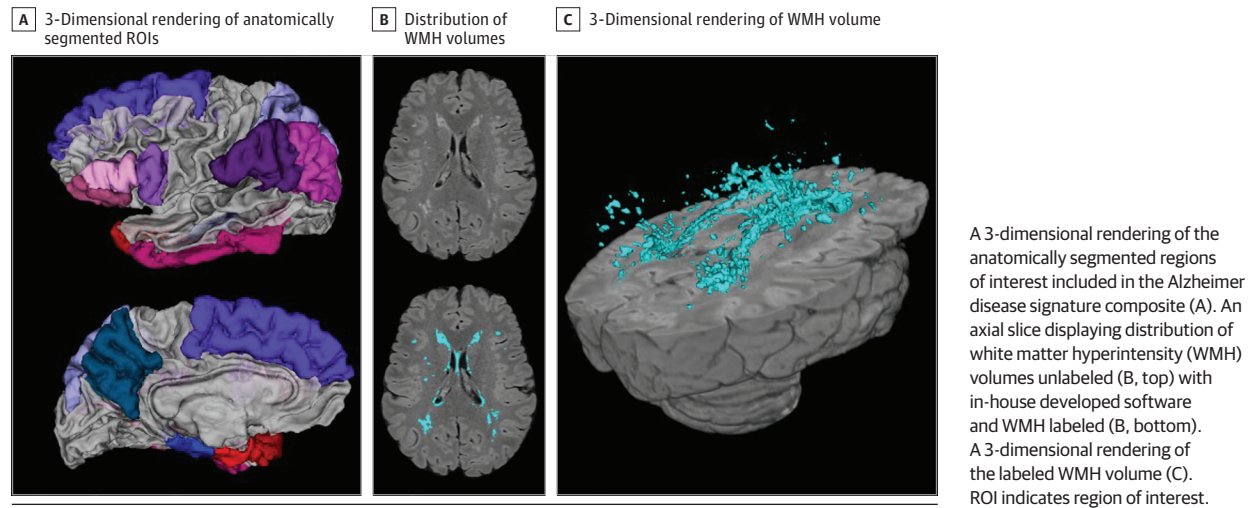 A 3-Dimensional rendering of anatomically
segmented ROIs
B Distribution of
WMH volumes
C 3-Dimensional rendering of WMH volume
A 3-dimensional rendering of the
anatomically segmented regions
of interest included in the Alzheimer
disease signature composite (A). An
axial slice displaying distribution of
white matter hyperintensity (WMH)
volumes unlabeled (B, top) with
in-house developed software
and WMH labeled (B, bottom).
A 3-dimensional rendering of
the labeled WMH volume (C).
ROI indicates region of interest.